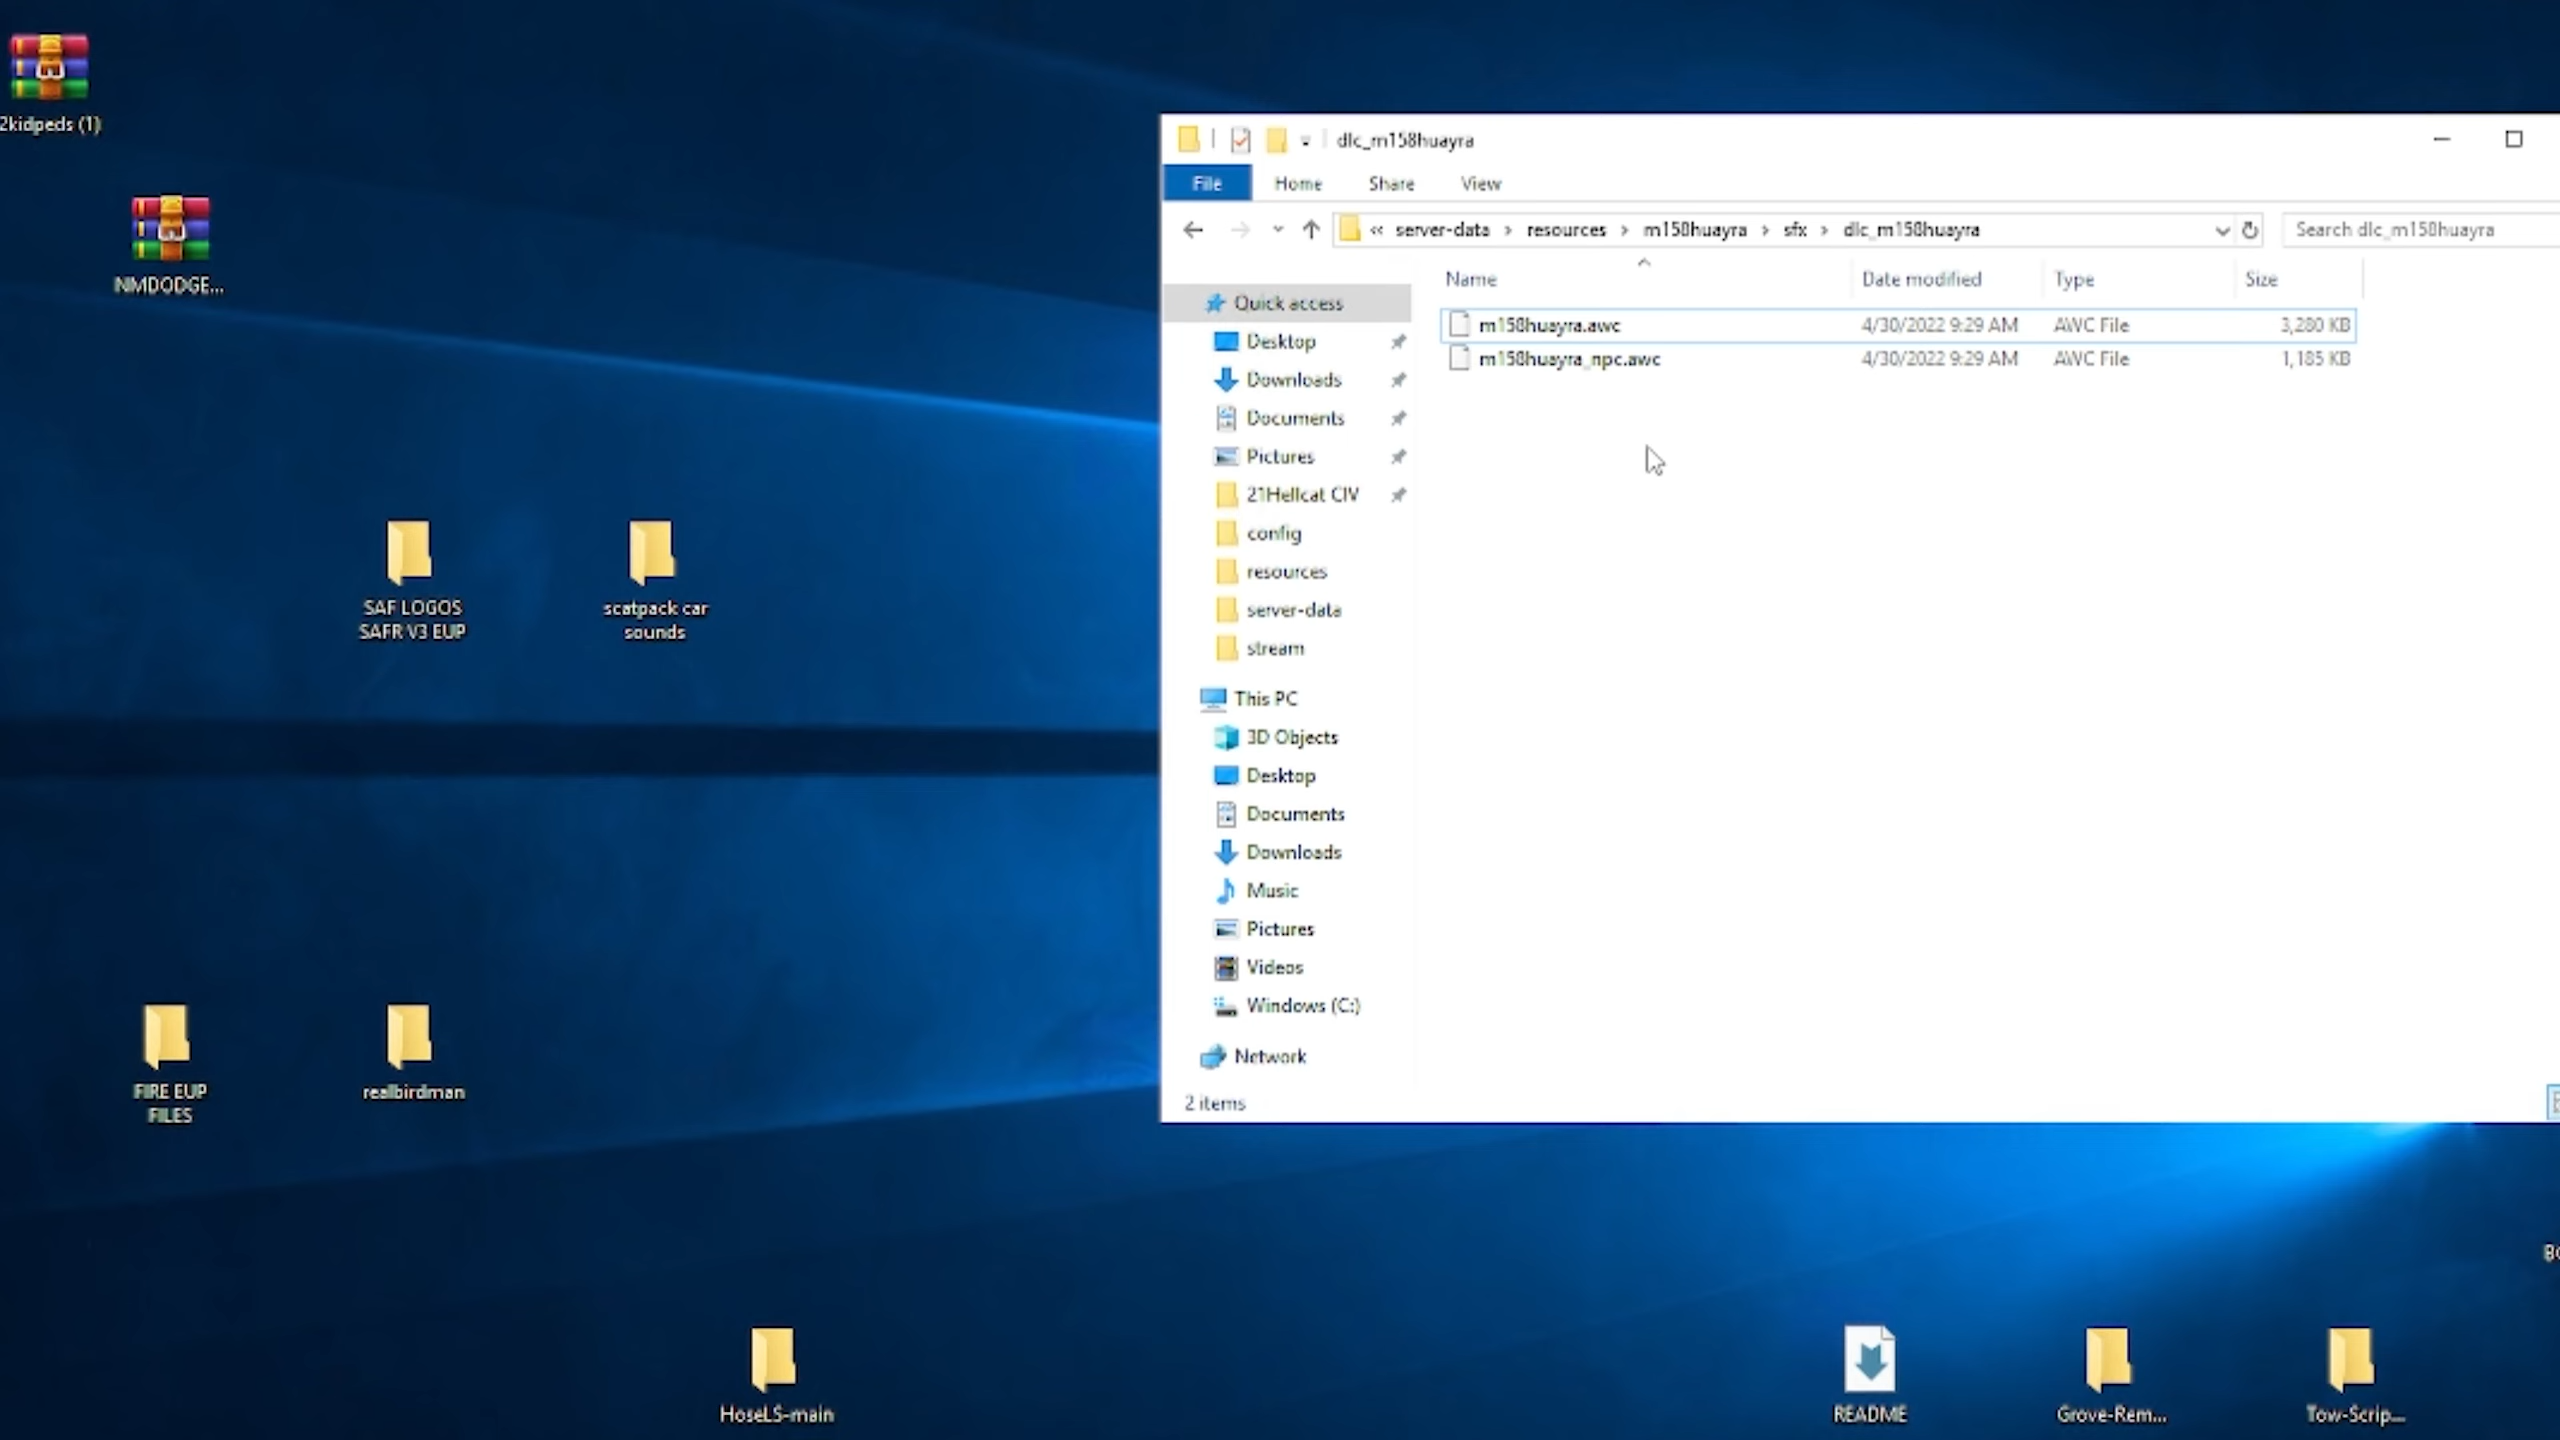 2kidpeds (1)
NMDODGE...
SAF LOGOS
SAFR V3 EUP
scatpack car
sounds
FIRE EUP
FILES
realbirdman
HoseLS-main
dlc_m158huayra
File Home Share View
« server-data › resources › m158huayra › sfx › dlc_m158huayra
Search dlc_m158huayra
Name Date modified Type Size
m158huayra.awc 4/30/2022 9:29 AM AWC File 3,280 KB
m158huayra_npc.awc 4/30/2022 9:29 AM AWC File 1,185 KB
Quick access
Desktop
Downloads
Documents
Pictures
21Hellcat CIV
config
resources
server-data
stream
This PC
3D Objects
Desktop
Documents
Downloads
Music
Pictures
Videos
Windows (C:)
Network
2 items
README
Grove-Rem...
Tow-Scrip...